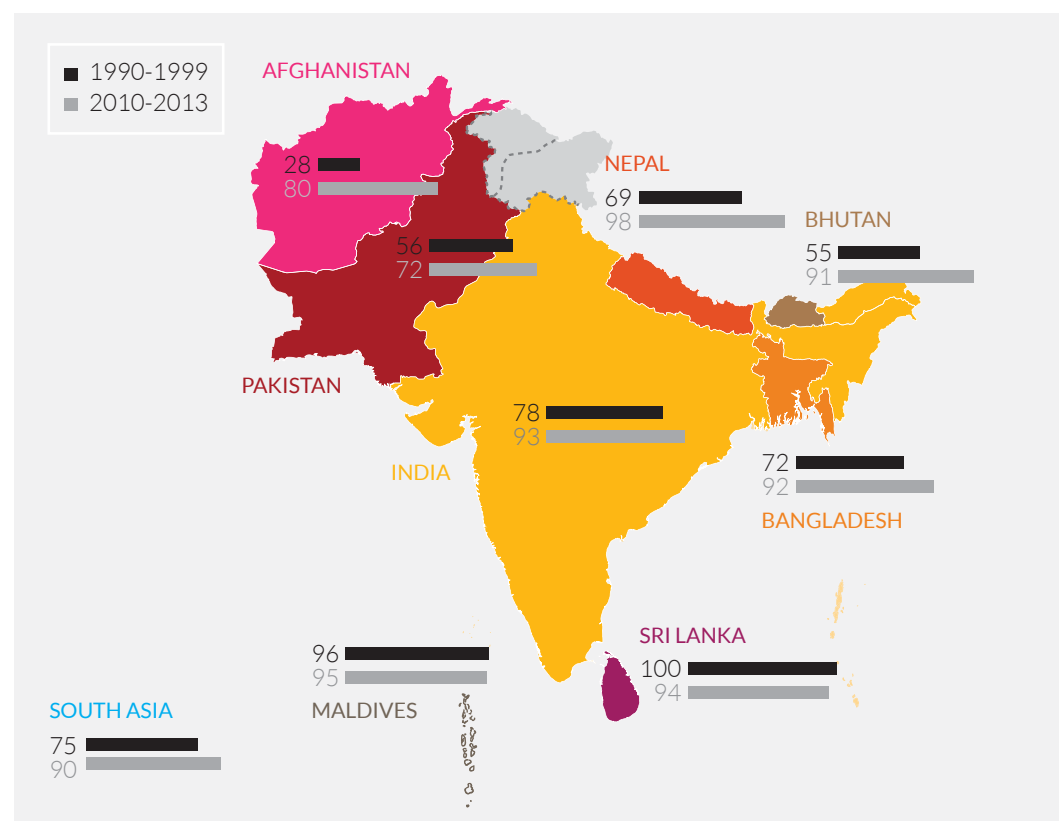 1990-1999
2010-2013
AFGHANISTAN
28
80
NEPAL
69
98
BHUTAN
55
91
56
72
PAKISTAN
78
93
INDIA
72
92
BANGLADESH
SRI LANKA
100
94
96
95
MALDIVES
SOUTH ASIA
75
90